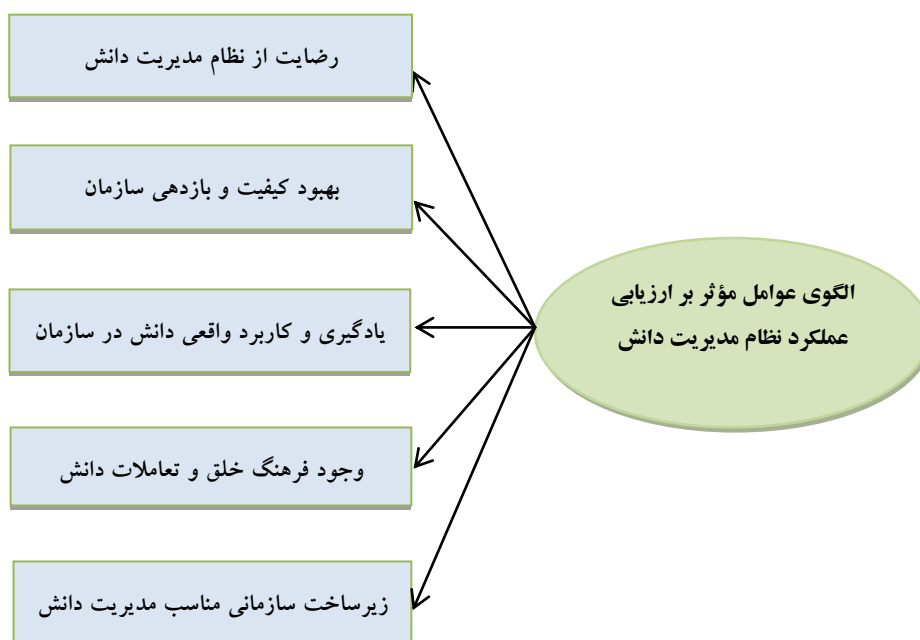 رضایت از نظام مدیریت دانش
بهبود کیفیت و بازدهی سازمان
الگوی عوامل مؤثر بر ارزیابی
عملکرد نظام مدیریت دانش
یادگیری و کاربرد واقعی دانش در سازمان
وجود فرهنگ خلق و تعاملات دانش
زیرساخت سازمانی مناسب مدیریت دانش